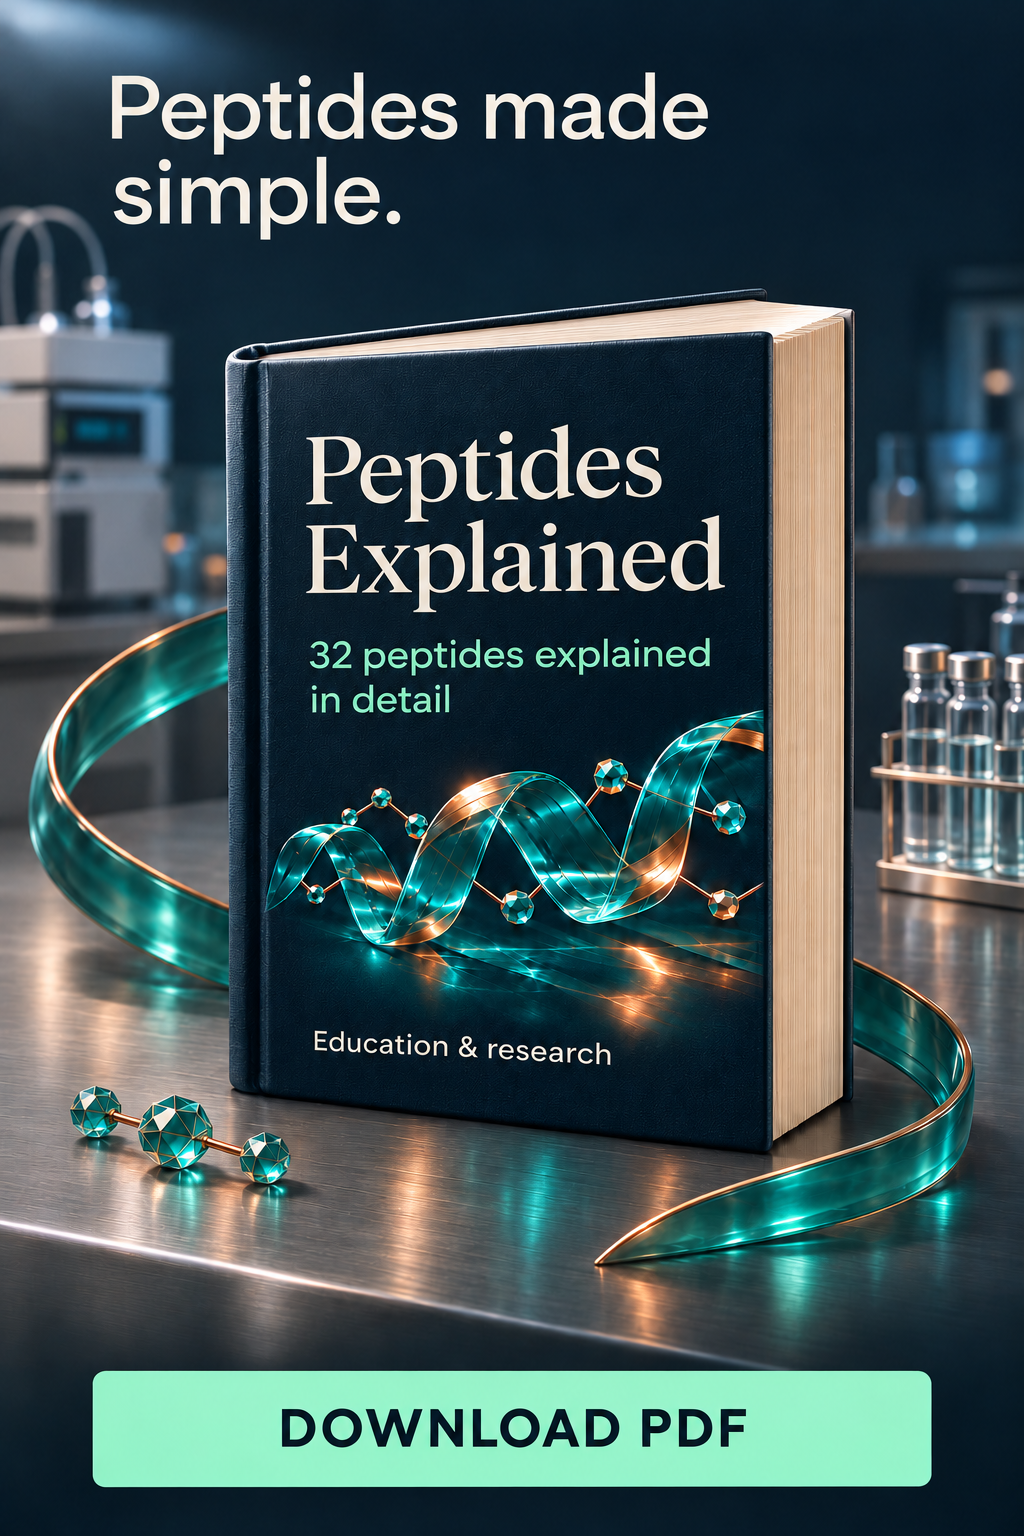 Peptides made
simple.
Peptides
Explained
32 peptides explained
in detail
Education & research
DOWNLOAD PDF